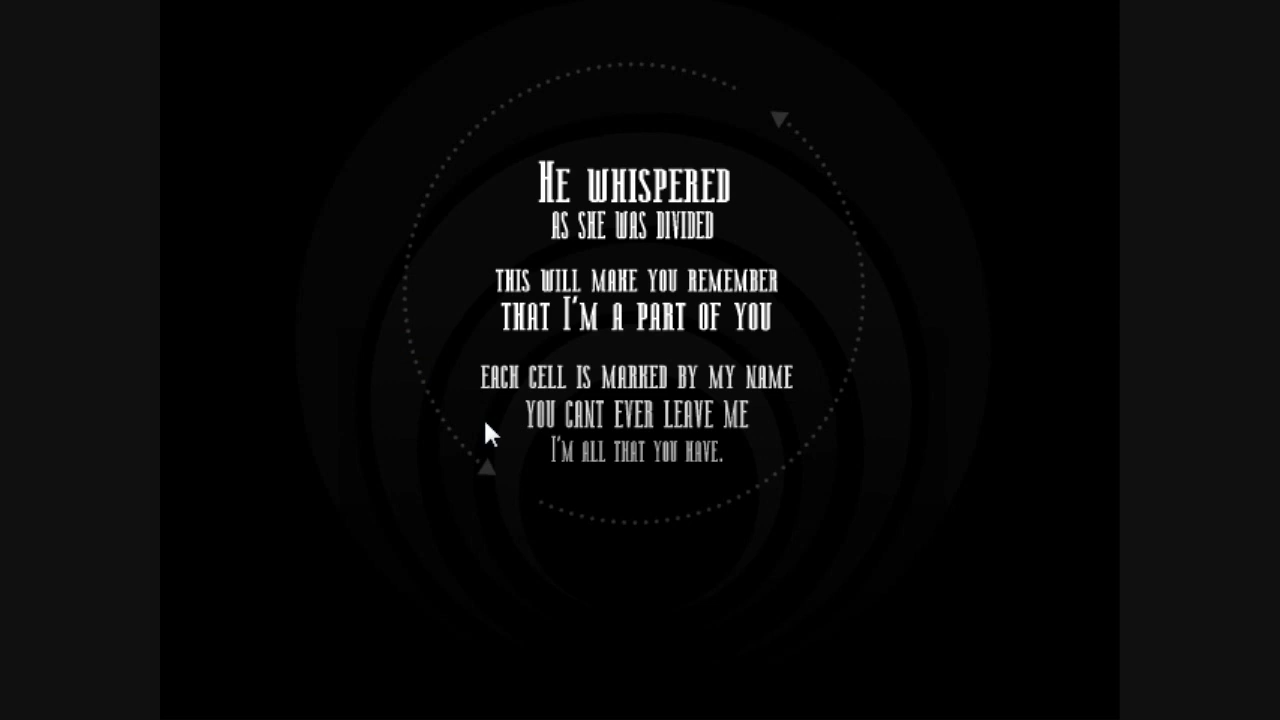 He whispered
as she was divided
this will make you remember
that I'm a part of you
each cell is marked by my name
you cant ever leave me
I'm all that you have.